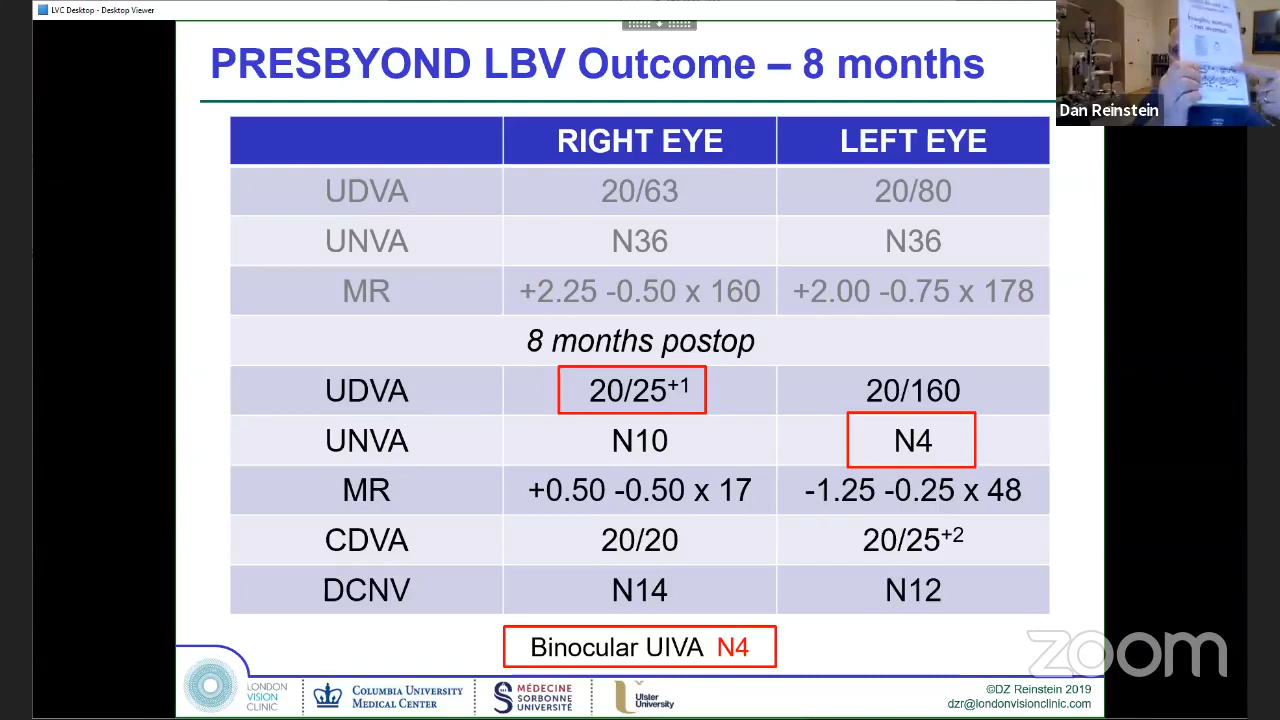 LVC Desktop - Desktop Viewer
PRESBYOND LBV Outcome – 8 months
Dan Reinstein
RIGHT EYE LEFT EYE
UDVA 20/63 20/80
UNVA N36 N36
MR +2.25 -0.50 x 160 +2.00 -0.75 x 178
8 months postop
UDVA 20/25+1 20/160
UNVA N10 N4
MR +0.50 -0.50 x 17 -1.25 -0.25 x 48
CDVA 20/20 20/25+2
DCNV N14 N12
Binocular UIVA N4
zoom
LONDON
VISION
CLINIC
COLUMBIA UNIVERSITY
MEDICAL CENTER
MÉDECINE
SORBONNE
UNIVERSITÉ
Ulster
University
©DZ Reinstein 2019
dzr@londonvisionclinic.com